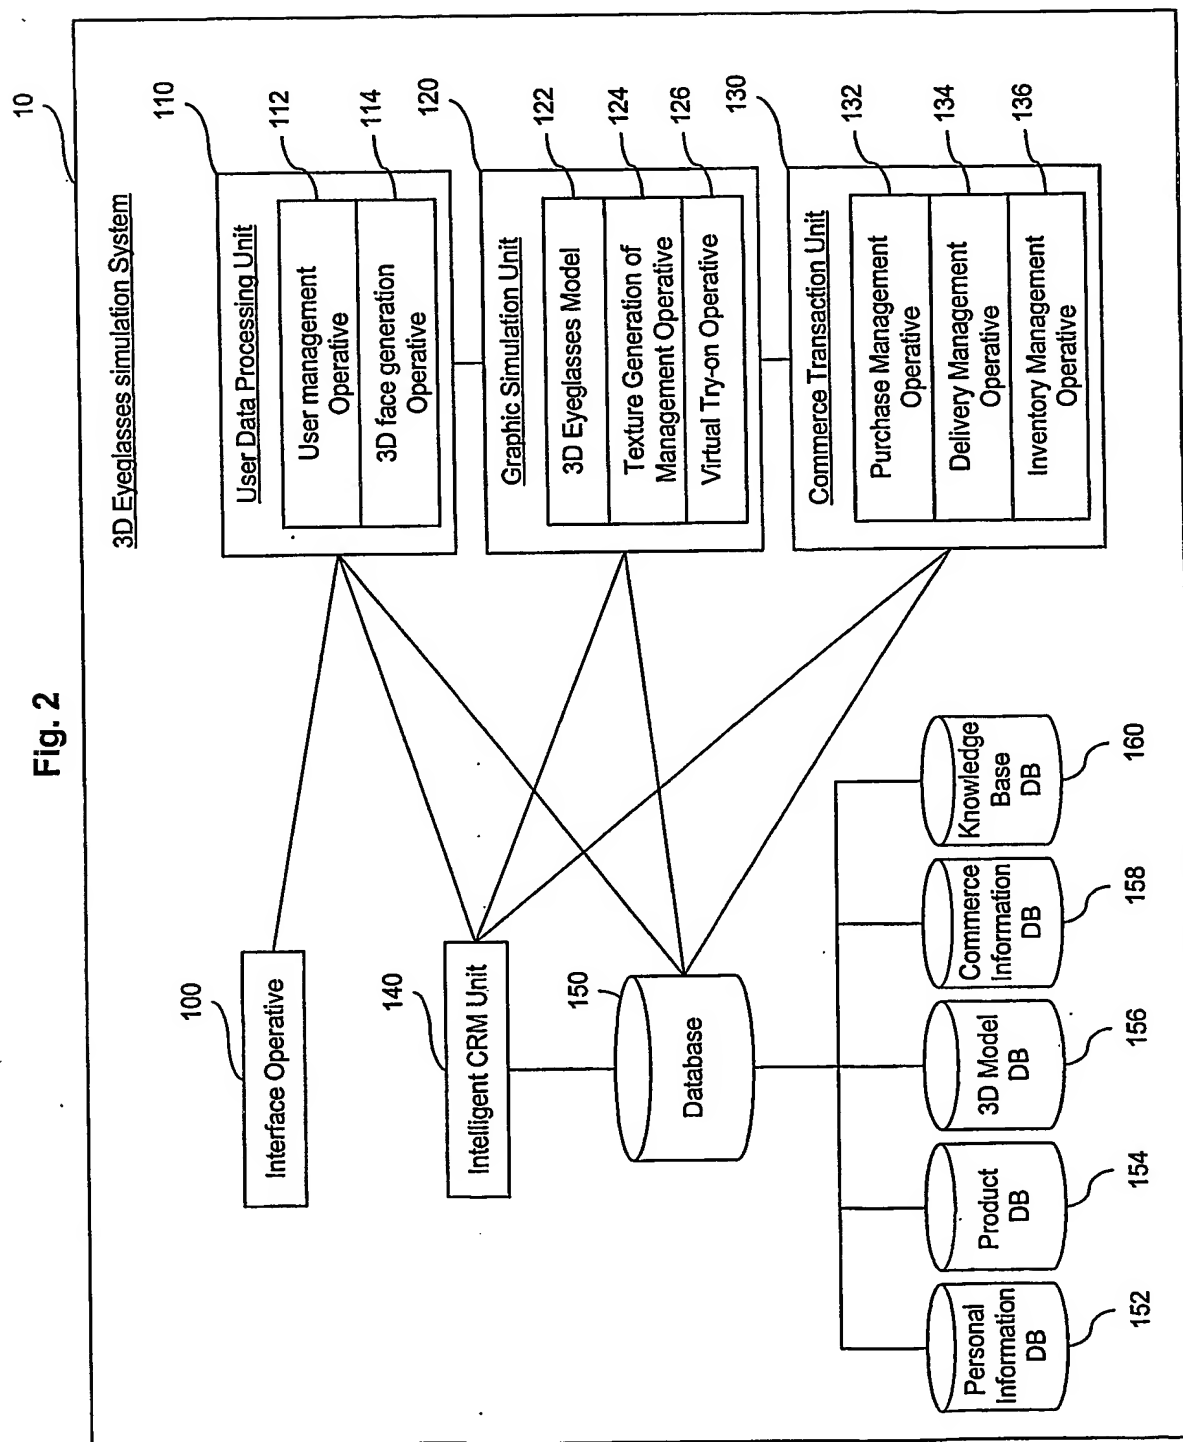 Fig. 2
10
3D Eyeglasses simulation System
110
User Data Processing Unit
112
User management
Operative
114
3D face generation
Operative
120
Graphic Simulation Unit
122
3D Eyeglasses Model
124
Texture Generation of
Management Operative
126
Virtual Try-on Operative
130
Commerce Transaction Unit
132
Purchase Management
Operative
134
Delivery Management
Operative
136
Inventory Management
Operative
100
Interface Operative
140
Intelligent CRM Unit
150
Database
Personal
Information
DB
152
Product
DB
154
3D Model
DB
156
Commerce
Information
DB
158
Knowledge
Base
DB
160